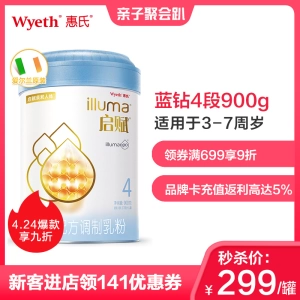 Wyeth 惠氏
亲子聚会趴
蓝钻4段900g
适用于3-7周岁
领券满699享9折
品牌卡充值返利高达5%
illuma
启赋
4
方调制乳粉
4.24爆款
享九折
新客进店领141优惠券
秒杀价:
¥299/罐